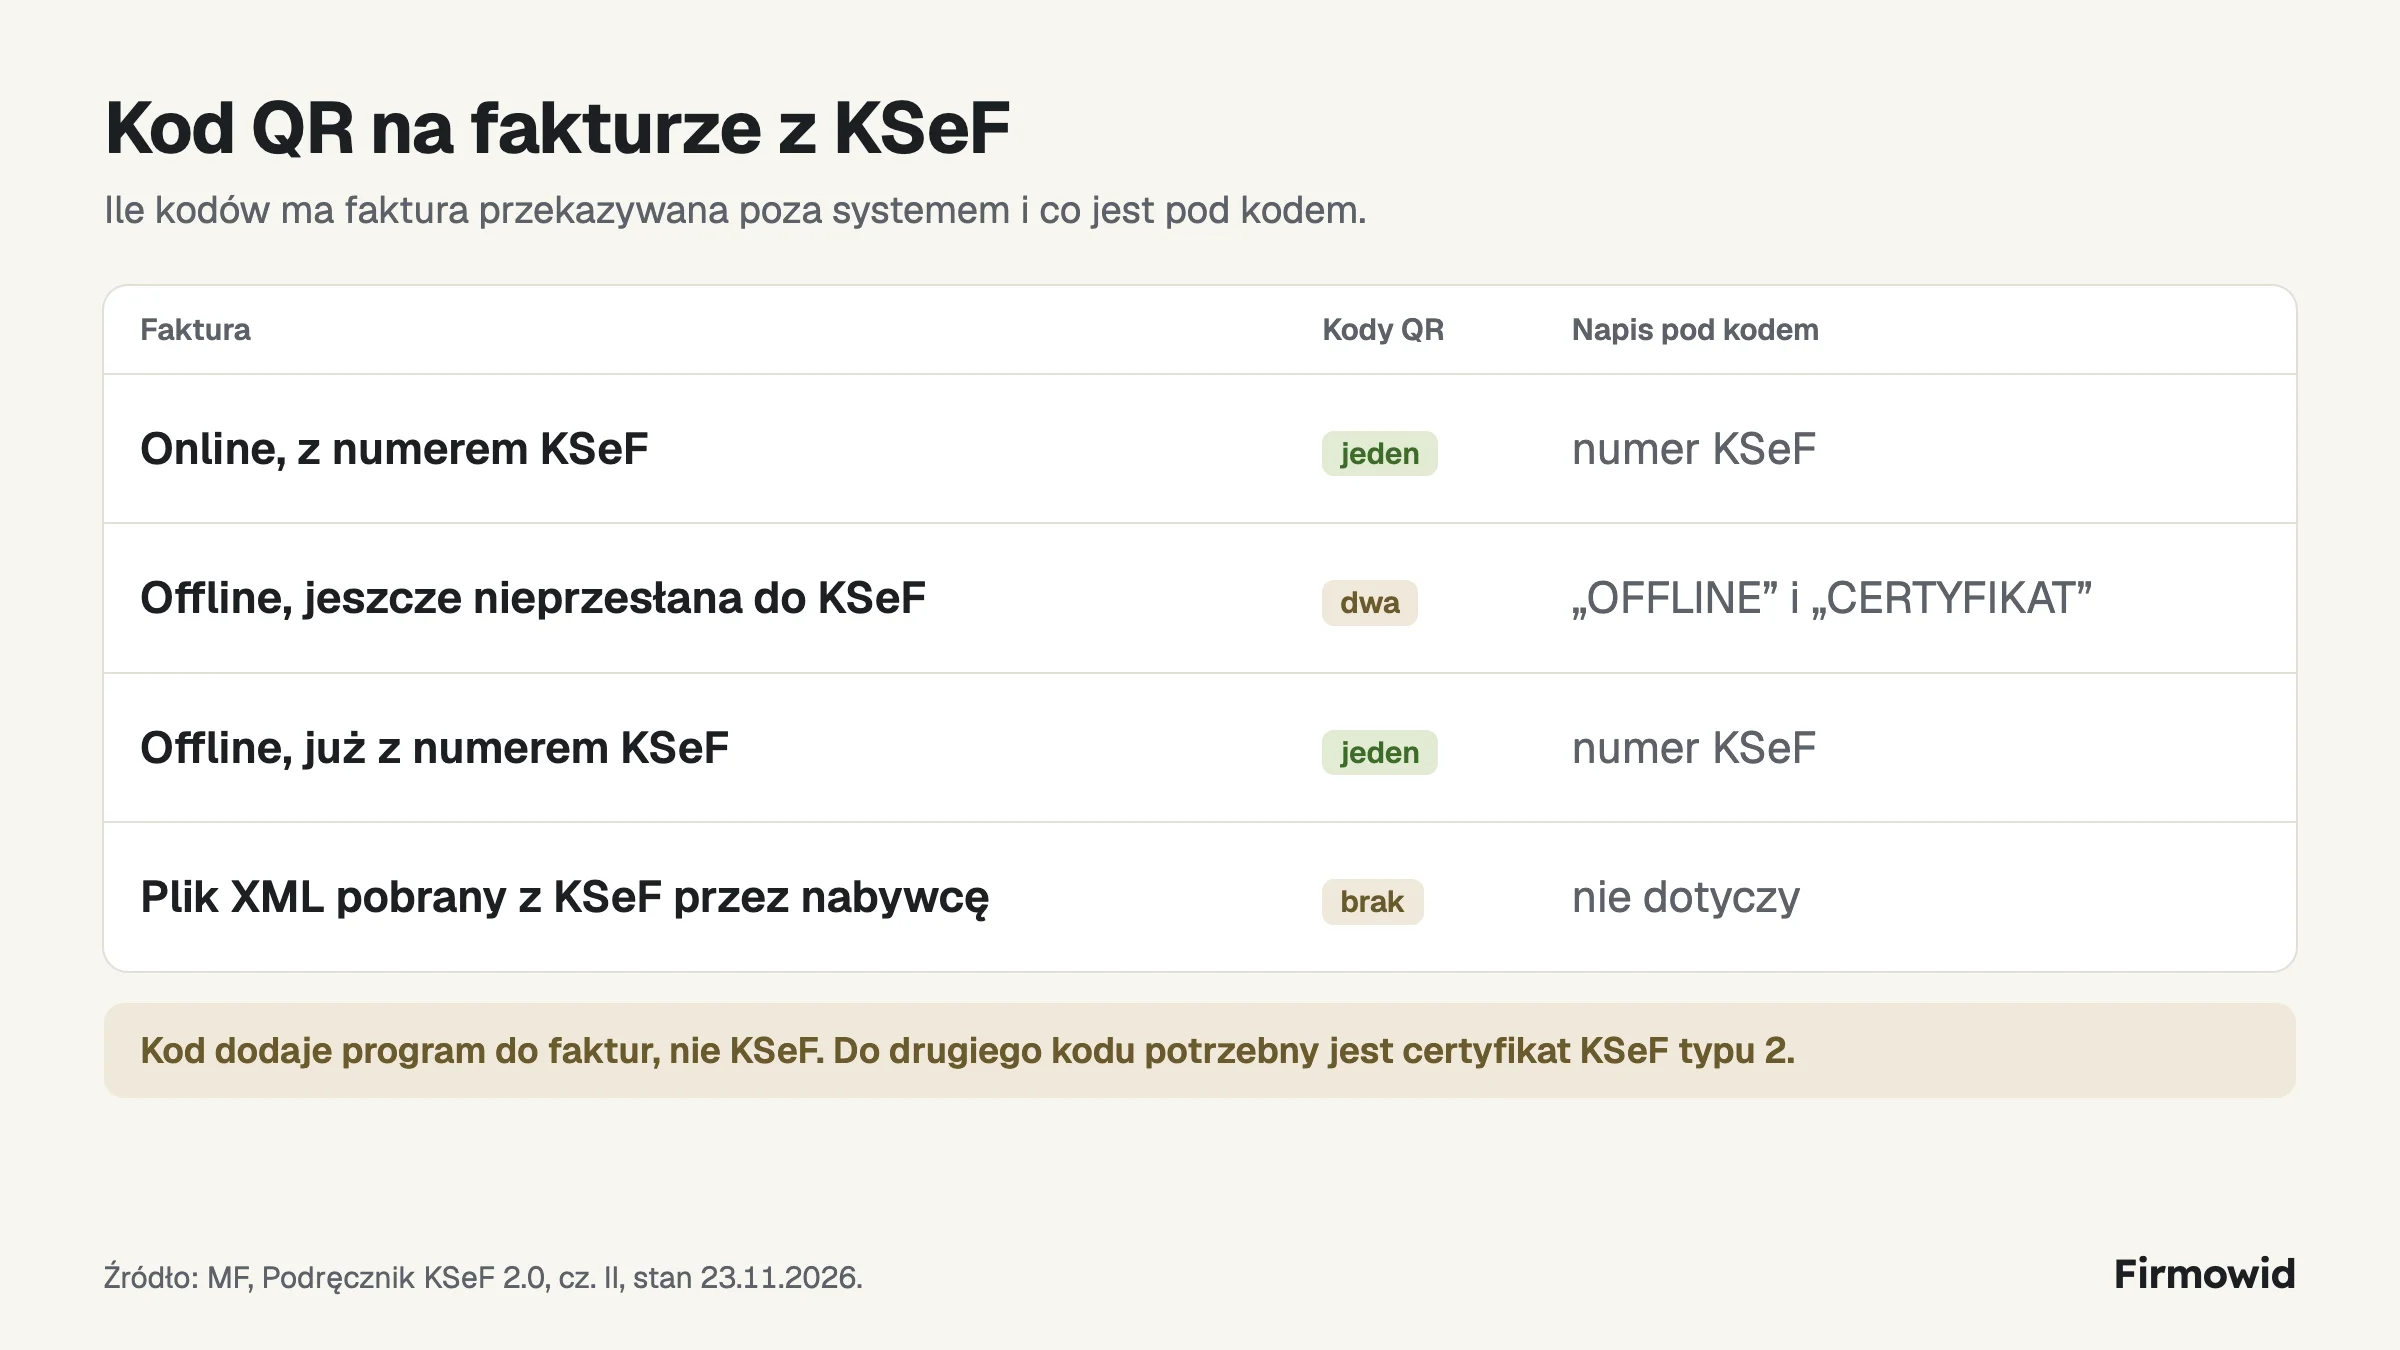 Kod QR na fakturze z KSeF
Ile kodów ma faktura przekazywana poza systemem i co jest pod kodem.
Faktura Kody QR Napis pod kodem
Online, z numerem KSeF jeden numer KSeF
Offline, jeszcze nieprzesłana do KSeF dwa „OFFLINE” i „CERTYFIKAT”
Offline, już z numerem KSeF jeden numer KSeF
Plik XML pobrany z KSeF przez nabywcę brak nie dotyczy
Kod dodaje program do faktur, nie KSeF. Do drugiego kodu potrzebny jest certyfikat KSeF typu 2.
Źródło: MF, Podręcznik KSeF 2.0, cz. II, stan 23.11.2026.
Firmowid